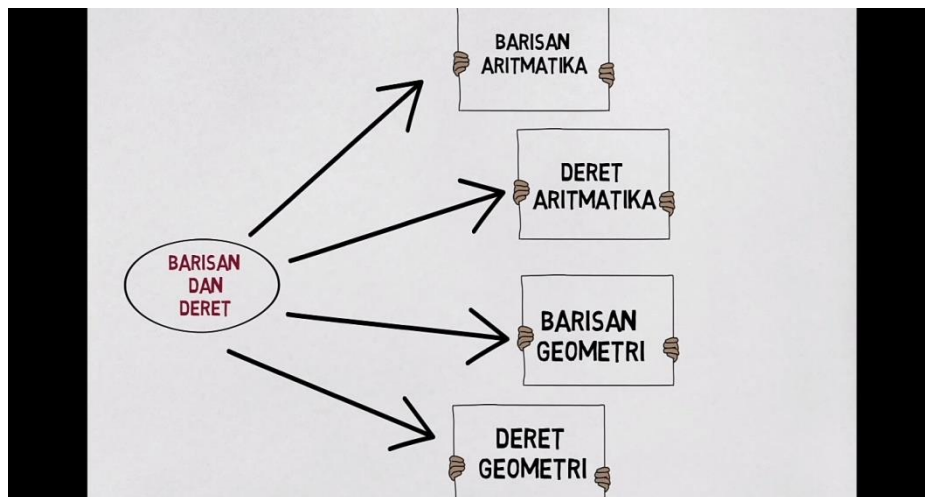 BARISAN
ARITMATIKA
DERET
ARITMATIKA
BARISAN
DAN
DERET
BARISAN
GEOMETRI
DERET
GEOMETRI